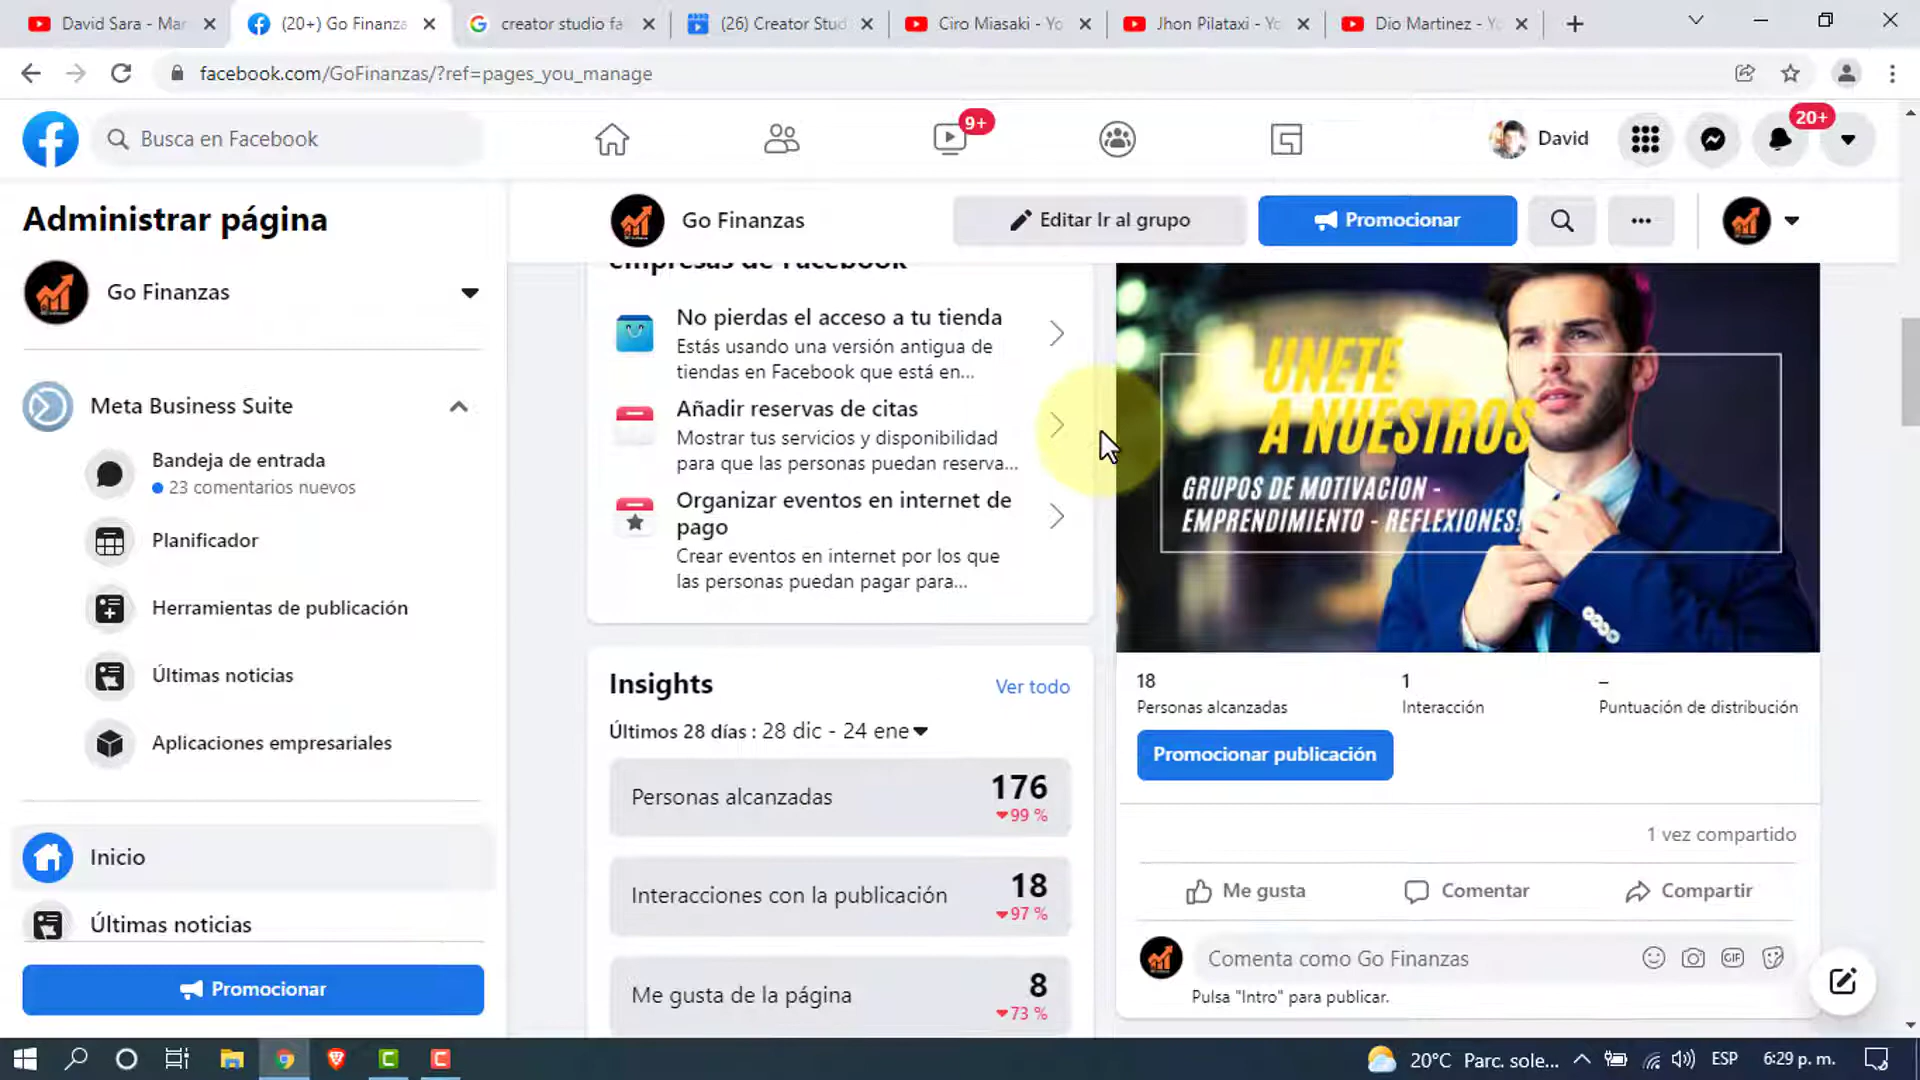 David Sara - Mar
(20+) Go Finanza
creator studio fa
(26) Creator Stud
Ciro Miasaki - Yo
Jhon Pilataxi - Yo
Dio Martinez - Yo
facebook.com/GoFinanzas/?ref=pages_you_manage
Busca en Facebook
9+
David
20+
Administrar página
Go Finanzas
Meta Business Suite
Bandeja de entrada
23 comentarios nuevos
Planificador
Herramientas de publicación
Últimas noticias
Aplicaciones empresariales
Inicio
Últimas noticias
Promocionar
Go Finanzas
Editar Ir al grupo
Promocionar
empresas de Facebook
No pierdas el acceso a tu tienda
Estás usando una versión antigua de
tiendas en Facebook que está en...
Añadir reservas de citas
Mostrar tus servicios y disponibilidad
para que las personas puedan reserva...
Organizar eventos en internet de
pago
Crear eventos en internet por los que
las personas puedan pagar para...
Insights
Ver todo
Últimos 28 días : 28 dic - 24 ene
Personas alcanzadas
176
99 %
Interacciones con la publicación
18
97 %
Me gusta de la página
8
73 %
UNETE
A NUESTROS
GRUPOS DE MOTIVACION -
EMPRENDIMIENTO - REFLEXIONES!
18
Personas alcanzadas
1
Interacción
–
Puntuación de distribución
Promocionar publicación
1 vez compartido
Me gusta
Comentar
Compartir
Comenta como Go Finanzas
GIF
Pulsa "Intro" para publicar.
20°C Parc. sole...
ESP
6:29 p. m.